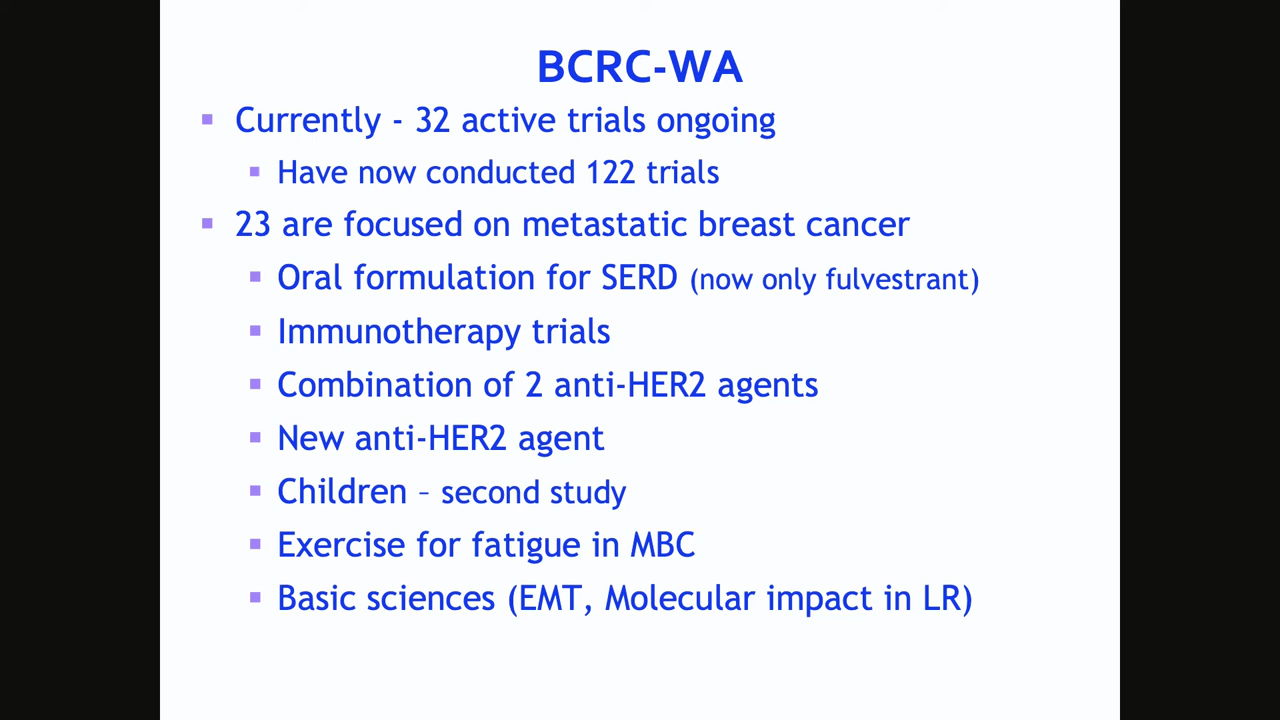 BCRC-WA
Currently - 32 active trials ongoing
Have now conducted 122 trials
23 are focused on metastatic breast cancer
Oral formulation for SERD (now only fulvestrant)
Immunotherapy trials
Combination of 2 anti-HER2 agents
New anti-HER2 agent
Children – second study
Exercise for fatigue in MBC
Basic sciences (EMT, Molecular impact in LR)